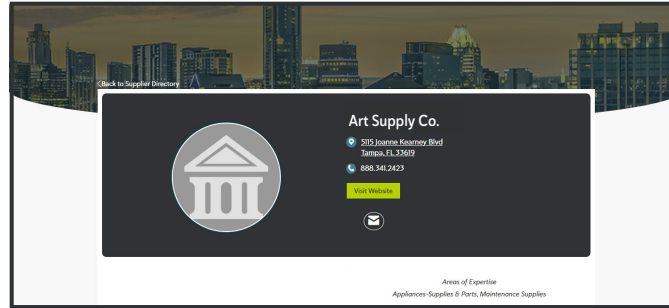 Back to Supplier Directory
Art Supply Co.
5115 Joanne Kearney Blvd
Tampa, FL 33619
888.341.2423
Visit Website
Areas of Expertise
Appliances-Supplies & Parts, Maintenance Supplies